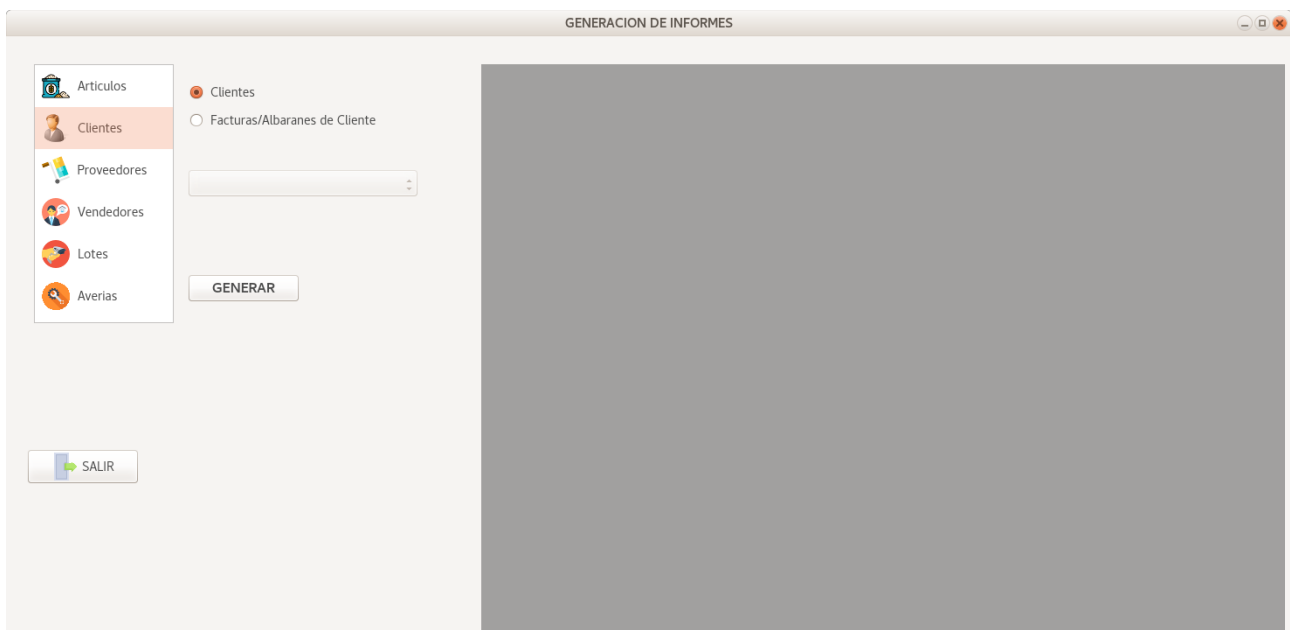 GENERACION DE INFORMES
Articulos
Clientes
Proveedores
Vendedores
Lotes
Averias
Clientes
Facturas/Albaranes de Cliente
GENERAR
SALIR